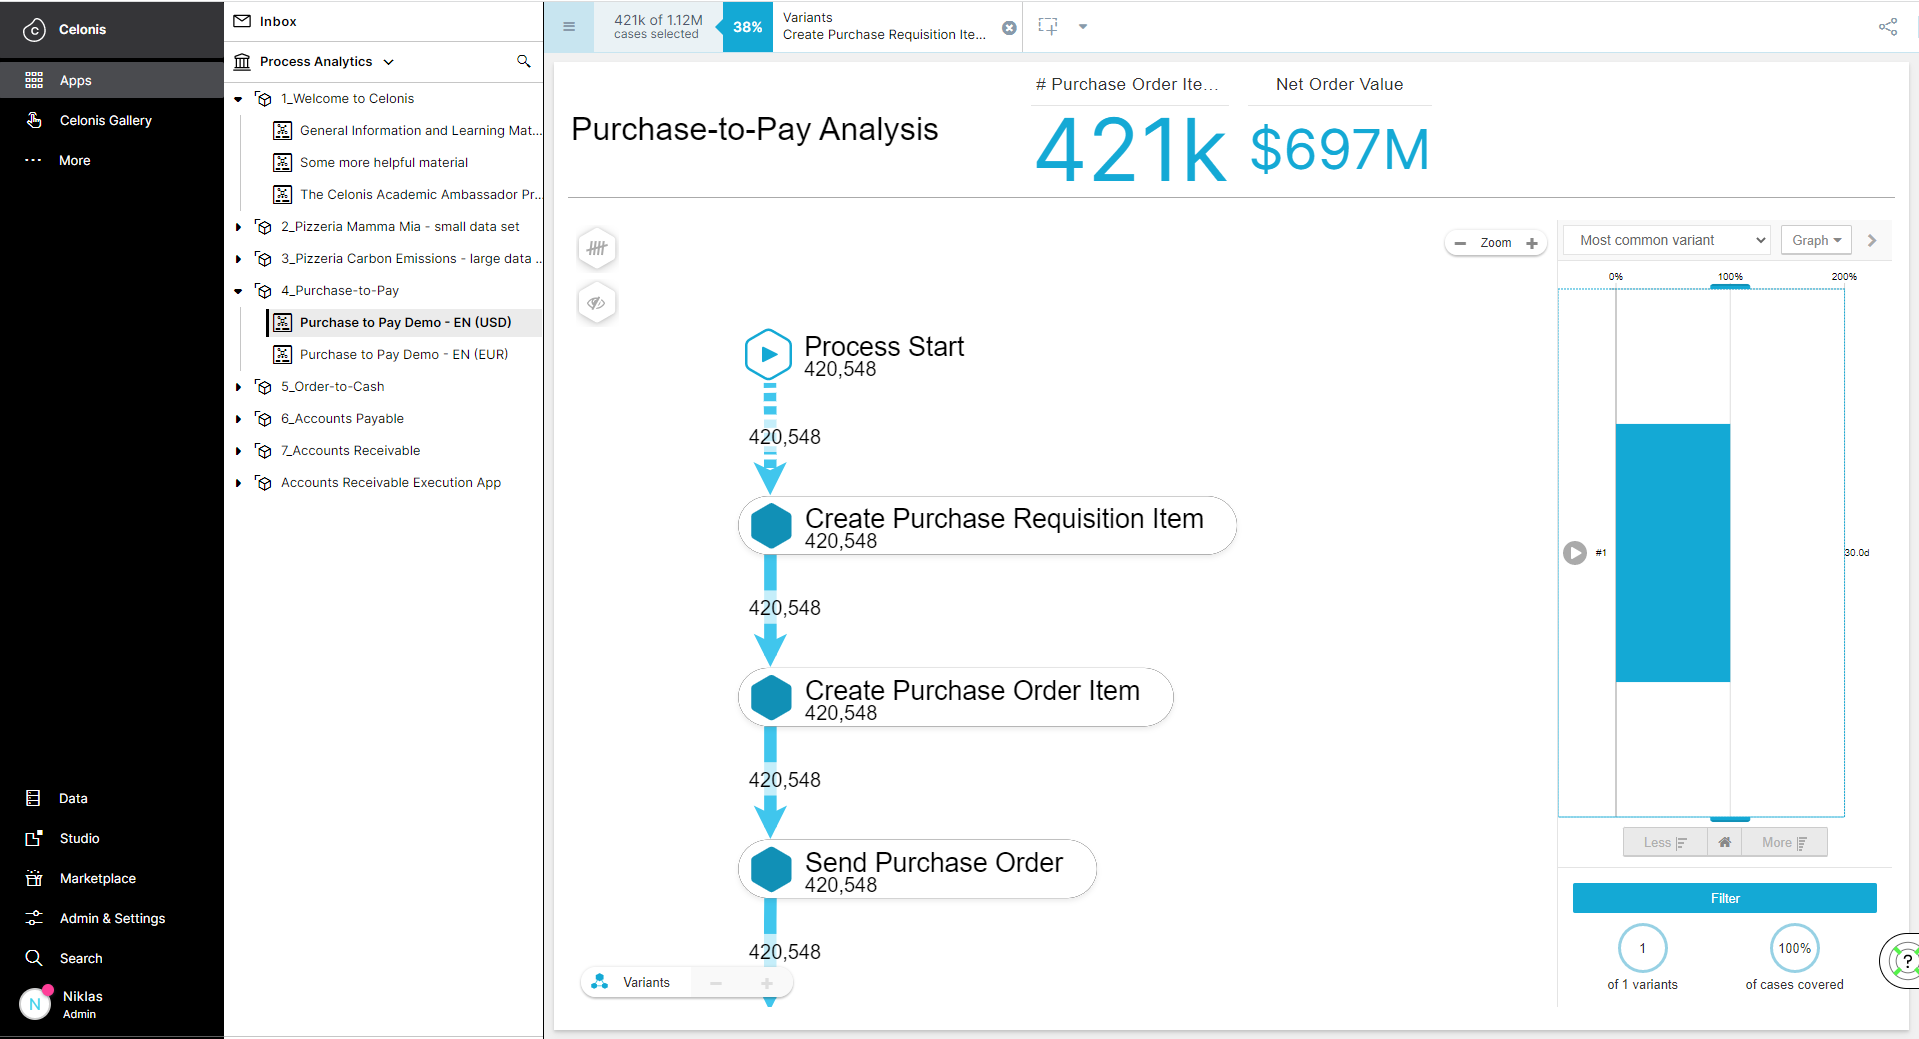 Celonis
Apps
Celonis Gallery
More
Data
Studio
Marketplace
Admin & Settings
Search
N
Niklas
Admin
Inbox
Process Analytics
1_Welcome to Celonis
General Information and Learning Mat...
Some more helpful material
The Celonis Academic Ambassador Pr...
2_Pizzeria Mamma Mia - small data set
3_Pizzeria Carbon Emissions - large data ...
4_Purchase-to-Pay
Purchase to Pay Demo - EN (USD)
Purchase to Pay Demo - EN (EUR)
5_Order-to-Cash
6_Accounts Payable
7_Accounts Receivable
Accounts Receivable Execution App
421k of 1.12M
cases selected
38%
Variants
Create Purchase Requisition Ite...
Purchase-to-Pay Analysis
# Purchase Order Ite...
421k
Net Order Value
$697M
Zoom
Process Start
420,548
420,548
Create Purchase Requisition Item
420,548
420,548
Create Purchase Order Item
420,548
420,548
Send Purchase Order
420,548
420,548
Variants
Most common variant
Graph
0% 100% 200%
#1
30.0d
Less
More
Filter
1
of 1 variants
100%
of cases covered
?